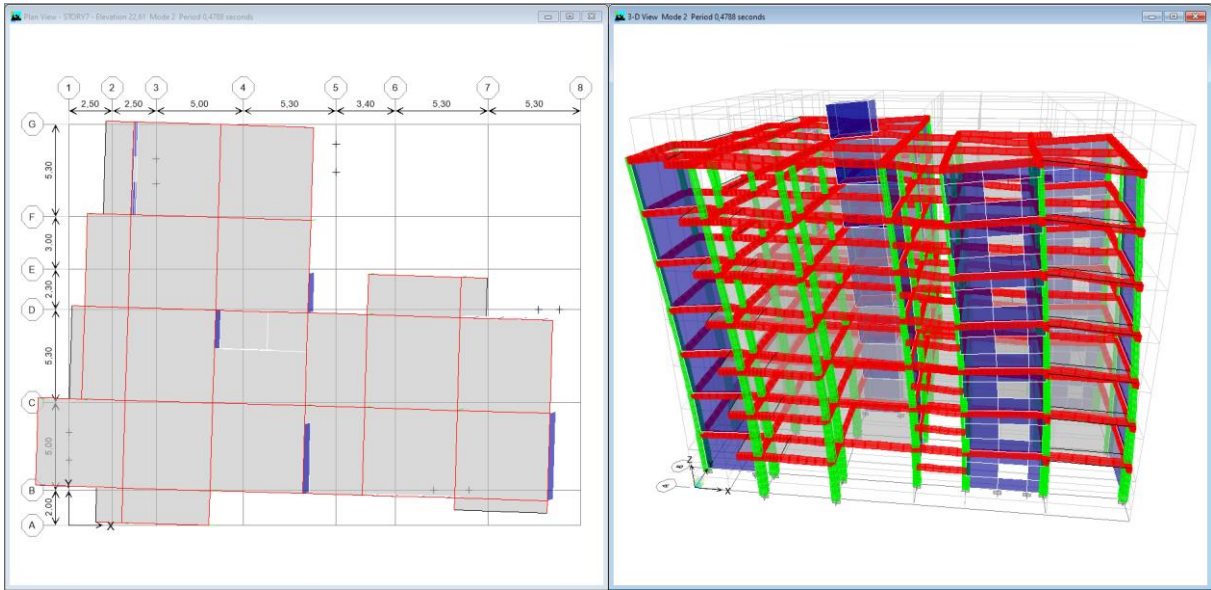 Plan View - STORY7 - Elevation 22,61 Mode 2 Period 0,4788 seconds
1 2 3 4 5 6 7 8
2,50 2,50 5,00 5,30 3,40 5,30 5,30
G
5,30
F
3,00
E
2,30
D
5,30
C
5,00
B
2,00
A
Y
X
3-D View Mode 2 Period 0,4788 seconds
Z
X